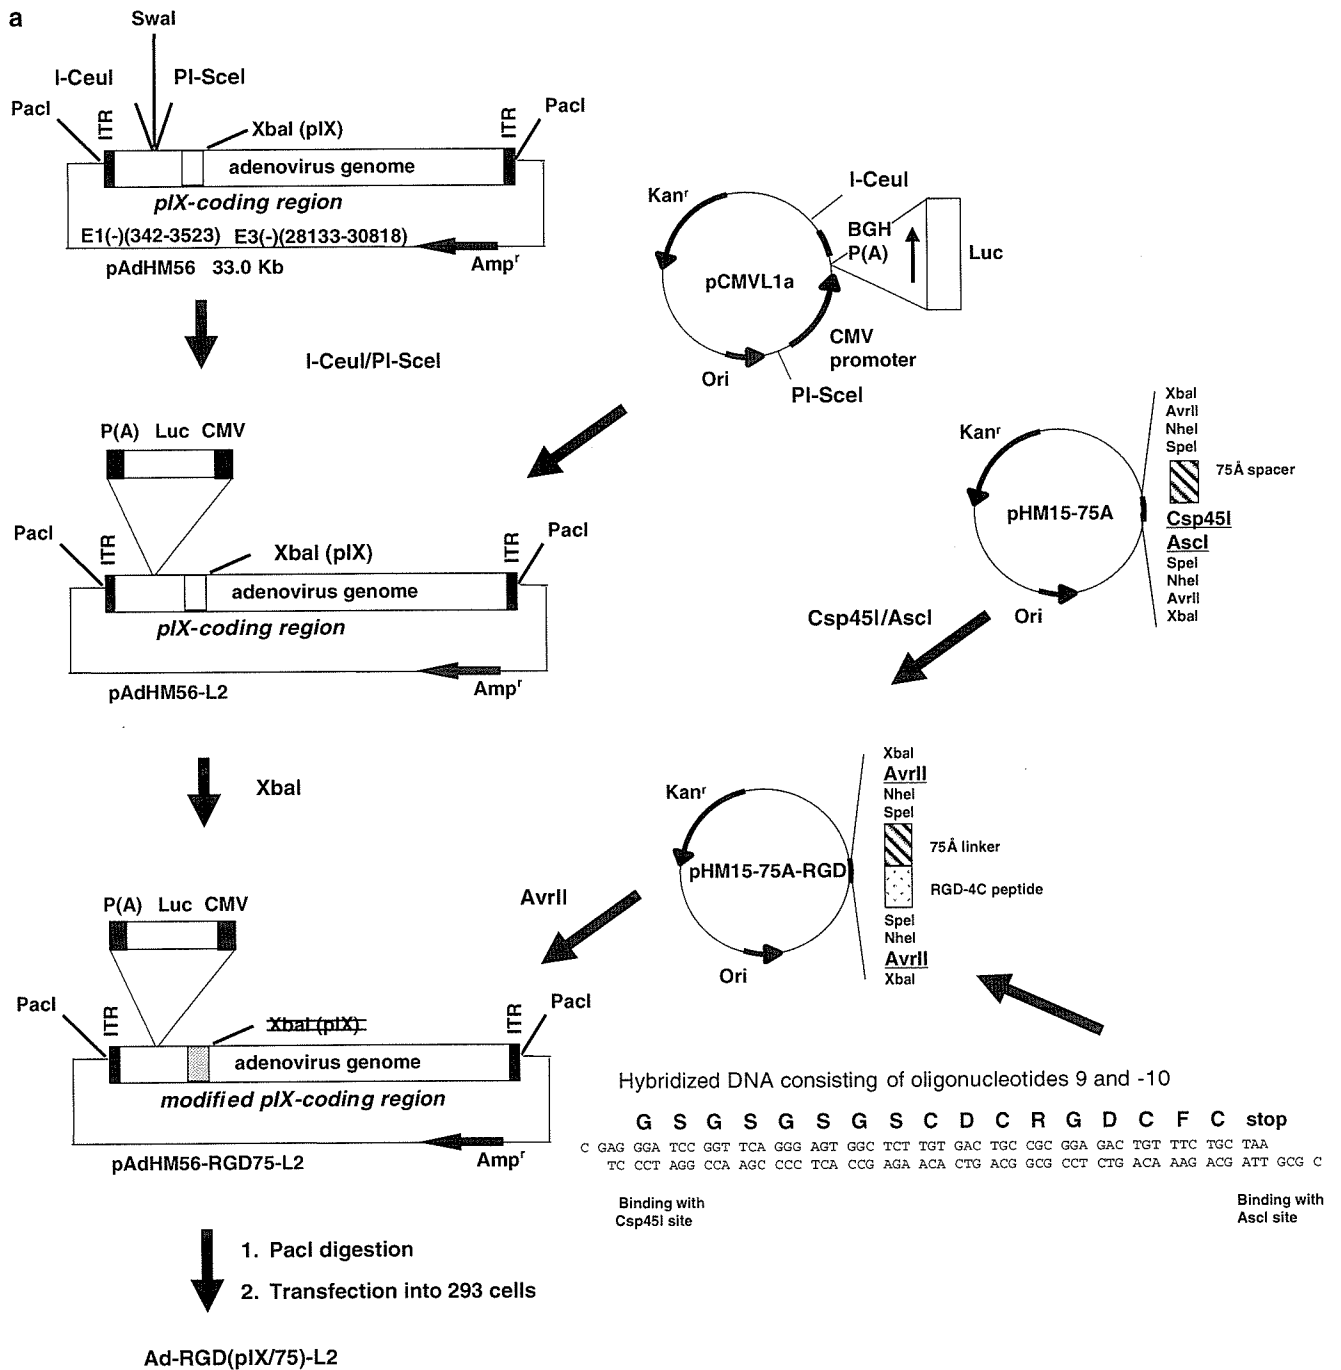 a
SwaI
I-CeuI
PI-SceI
PacI
ITR
XbaI (pIX)
ITR
PacI
adenovirus genome
pIX-coding region
E1(-)(342-3523) E3(-)(28133-30818)
pAdHM56 33.0 Kb
Ampr
I-CeuI/PI-SceI
Kanr
I-CeuI
BGH
P(A)
Luc
pCMVL1a
CMV
promoter
Ori
PI-SceI
P(A) Luc CMV
PacI
ITR
XbaI (pIX)
ITR
PacI
adenovirus genome
pIX-coding region
pAdHM56-L2
Ampr
Kanr
pHM15-75A
Ori
XbaI
AvrII
NheI
SpeI
75Å spacer
Csp45I
AscI
SpeI
NheI
AvrII
XbaI
Csp45I/AscI
XbaI
Kanr
pHM15-75A-RGD
Ori
XbaI
AvrII
NheI
SpeI
75Å linker
RGD-4C peptide
SpeI
NheI
AvrII
XbaI
AvrII
P(A) Luc CMV
PacI
ITR
XbaI (pIX)
ITR
PacI
adenovirus genome
modified pIX-coding region
pAdHM56-RGD75-L2
Ampr
Hybridized DNA consisting of oligonucleotides 9 and -10
G S G S G S G S C D C R G D C F C stop
C GAG GGA TCC GGT TCA GGG AGT GGC TCT TGT GAC TGC CGC GGA GAC TGT TTC TGC TAA
TC CCT AGG CCA AGC CCC TCA CCG AGA ACA CTG ACG GCG CCT CTG ACA AAG ACG ATT GCG C
Binding with
Csp45I site
Binding with
AscI site
1. PacI digestion
2. Transfection into 293 cells
Ad-RGD(pIX/75)-L2